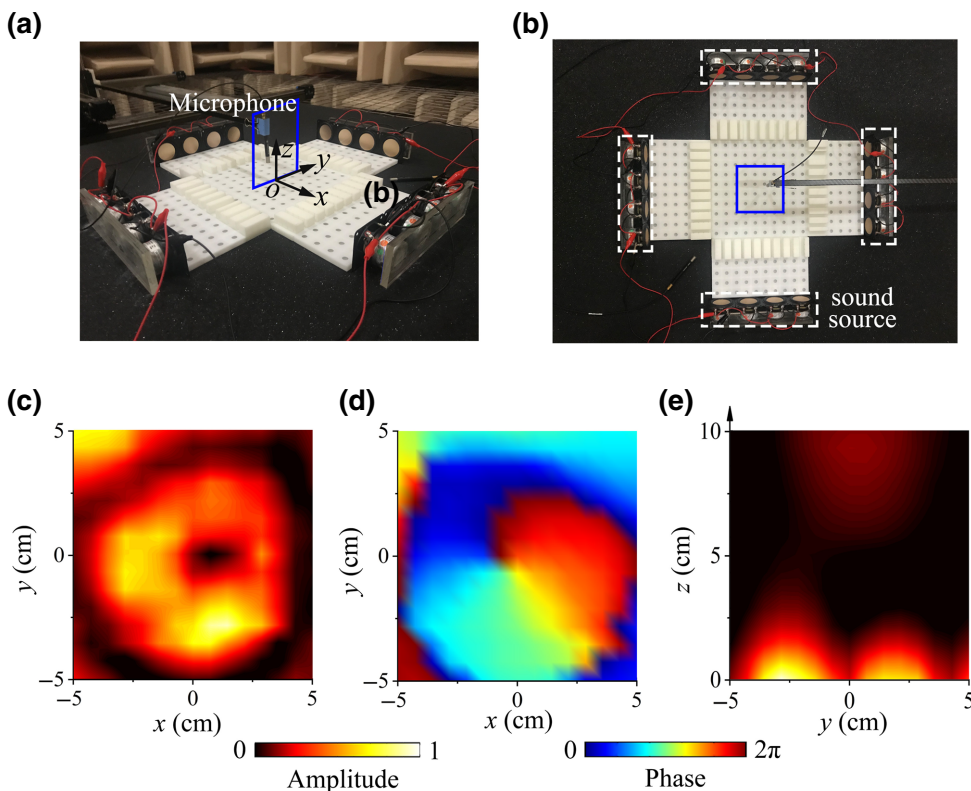 (a)
Microphone
z
y
o
x
(b)
(b)
sound
source
(c)
5
0
−5
y (cm)
−5 0 5
x (cm)
(d)
5
0
−5
y (cm)
−5 0 5
x (cm)
(e)
10
5
0
z (cm)
−5 0 5
y (cm)
0 1
Amplitude
0 2π
Phase